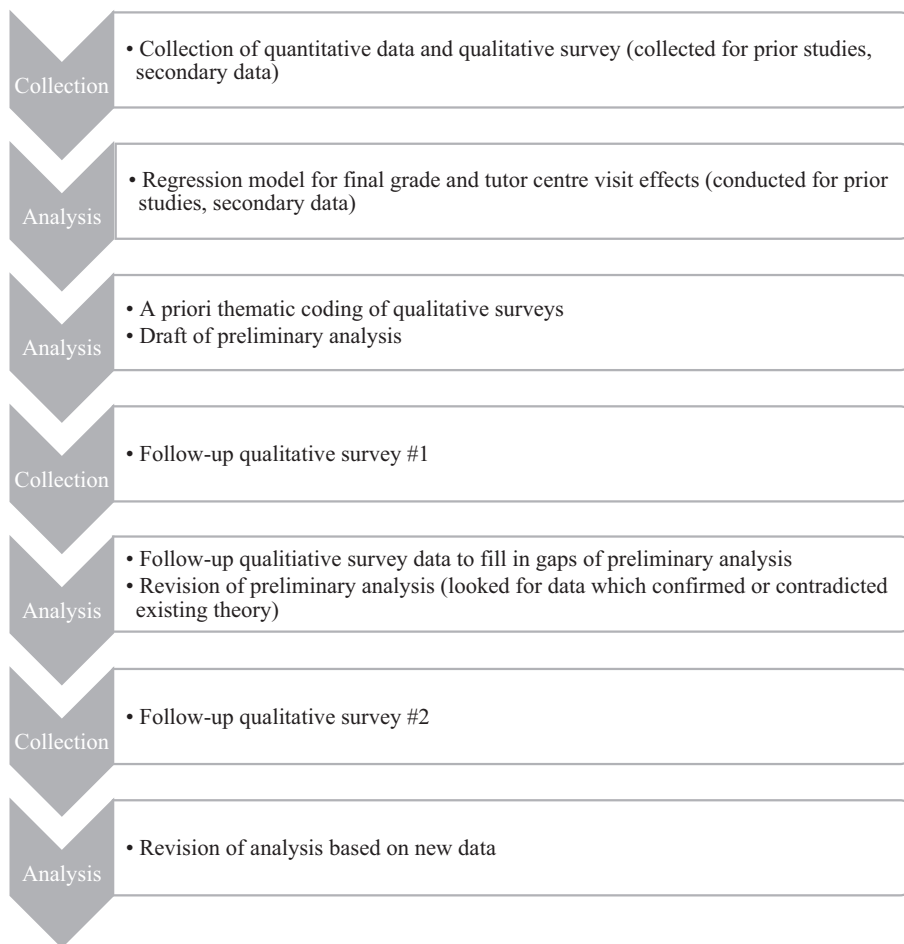 Collection
• Collection of quantitative data and qualitative survey (collected for prior studies,
secondary data)
Analysis
• Regression model for final grade and tutor centre visit effects (conducted for prior
studies, secondary data)
Analysis
• A priori thematic coding of qualitative surveys
• Draft of preliminary analysis
Collection
• Follow-up qualitative survey #1
Analysis
• Follow-up qualitiative survey data to fill in gaps of preliminary analysis
• Revision of preliminary analysis (looked for data which confirmed or contradicted
existing theory)
Collection
• Follow-up qualitative survey #2
Analysis
• Revision of analysis based on new data